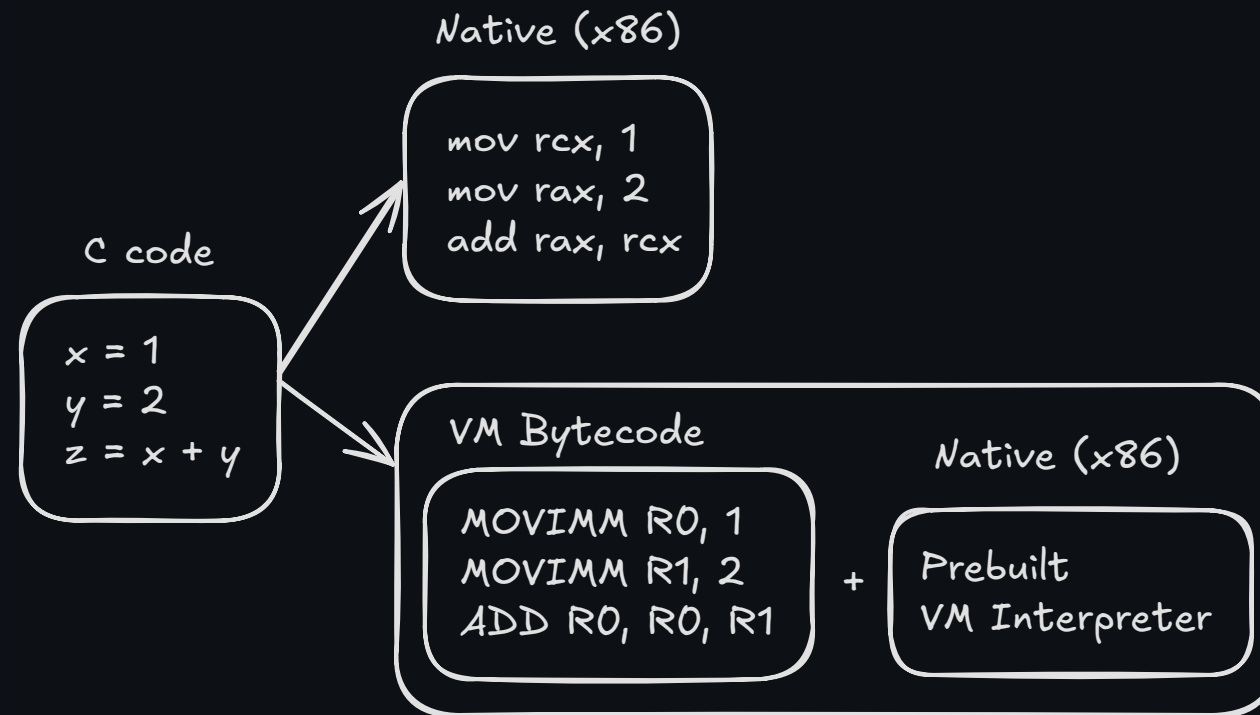 Native (x86)
mov rcx, 1
mov rax, 2
add rax, rcx
C code
x = 1
y = 2
z = x + y
VM Bytecode
MOVIMM R0, 1
MOVIMM R1, 2
ADD R0, R0, R1
+
Native (x86)
Prebuilt
VM Interpreter